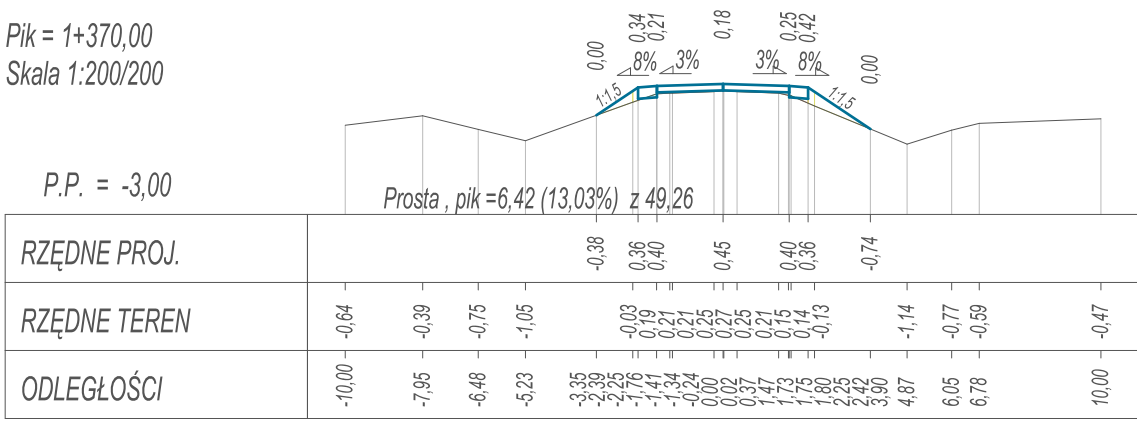 Pik = 1+370,00
Skala 1:200/200
0,00 0,34 0,21 0,18 0,25 0,42 0,00
8% 3% 3% 8%
1:1,5 1:1,5
P.P. = -3,00
Prosta , pik =6,42 (13,03%) z 49,26
RZĘDNE PROJ. -0,38 0,36 0,40 0,45 0,40 0,36 -0,74
RZĘDNE TEREN -0,64 -0,39 -0,75 -1,05 -0,03 0,19 0,21 0,21 0,25 0,27 0,25 0,21 0,15 0,14 -0,13 -1,14 -0,77 -0,59 -0,47
ODLEGŁOŚCI -10,00 -7,95 -6,48 -5,23 -3,35 -2,39 -2,25 -1,76 -1,41 -1,34 -0,24 0,00 0,02 0,37 1,47 1,73 1,75 1,80 2,25 2,42 3,90 4,87 6,05 6,78 10,00